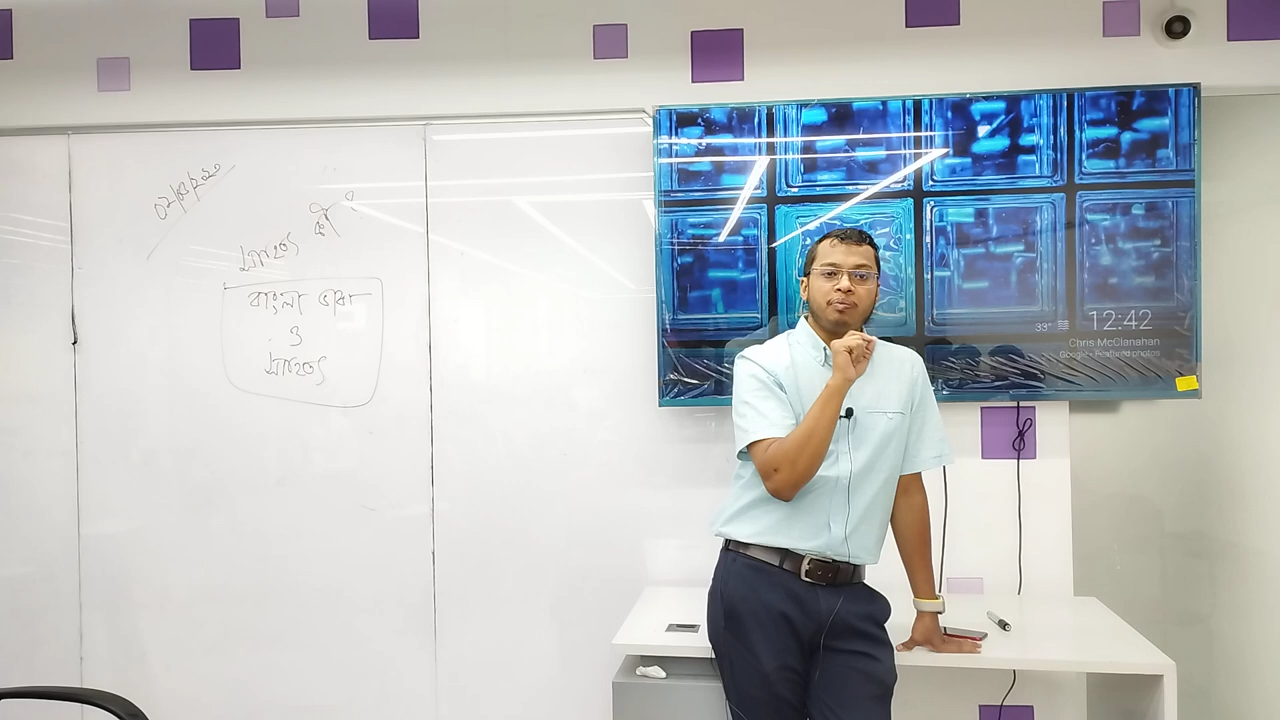 সাহিত্য কী ?
বাংলা ভাষা
ও
সাহিত্য
33°
12:42
Chris McClanahan
Google - Featured photos